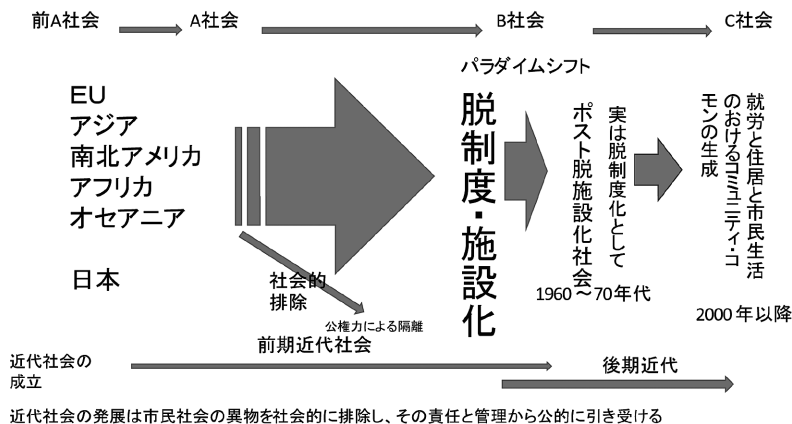 前A社会
A社会
B社会
C社会
パラダイムシフト
EU
アジア
南北アメリカ
アフリカ
オセアニア
日本
社会的
排除
公権力による隔離
脱制度・施設化
実は脱制度化として
ポスト脱施設化社会
1960～70年代
就労と住居と市民生活
のおけるコミュニティ・コ
モンの生成
2000年以降
前期近代社会
近代社会の
成立
後期近代
近代社会の発展は市民社会の異物を社会的に排除し、その責任と管理から公的に引き受ける